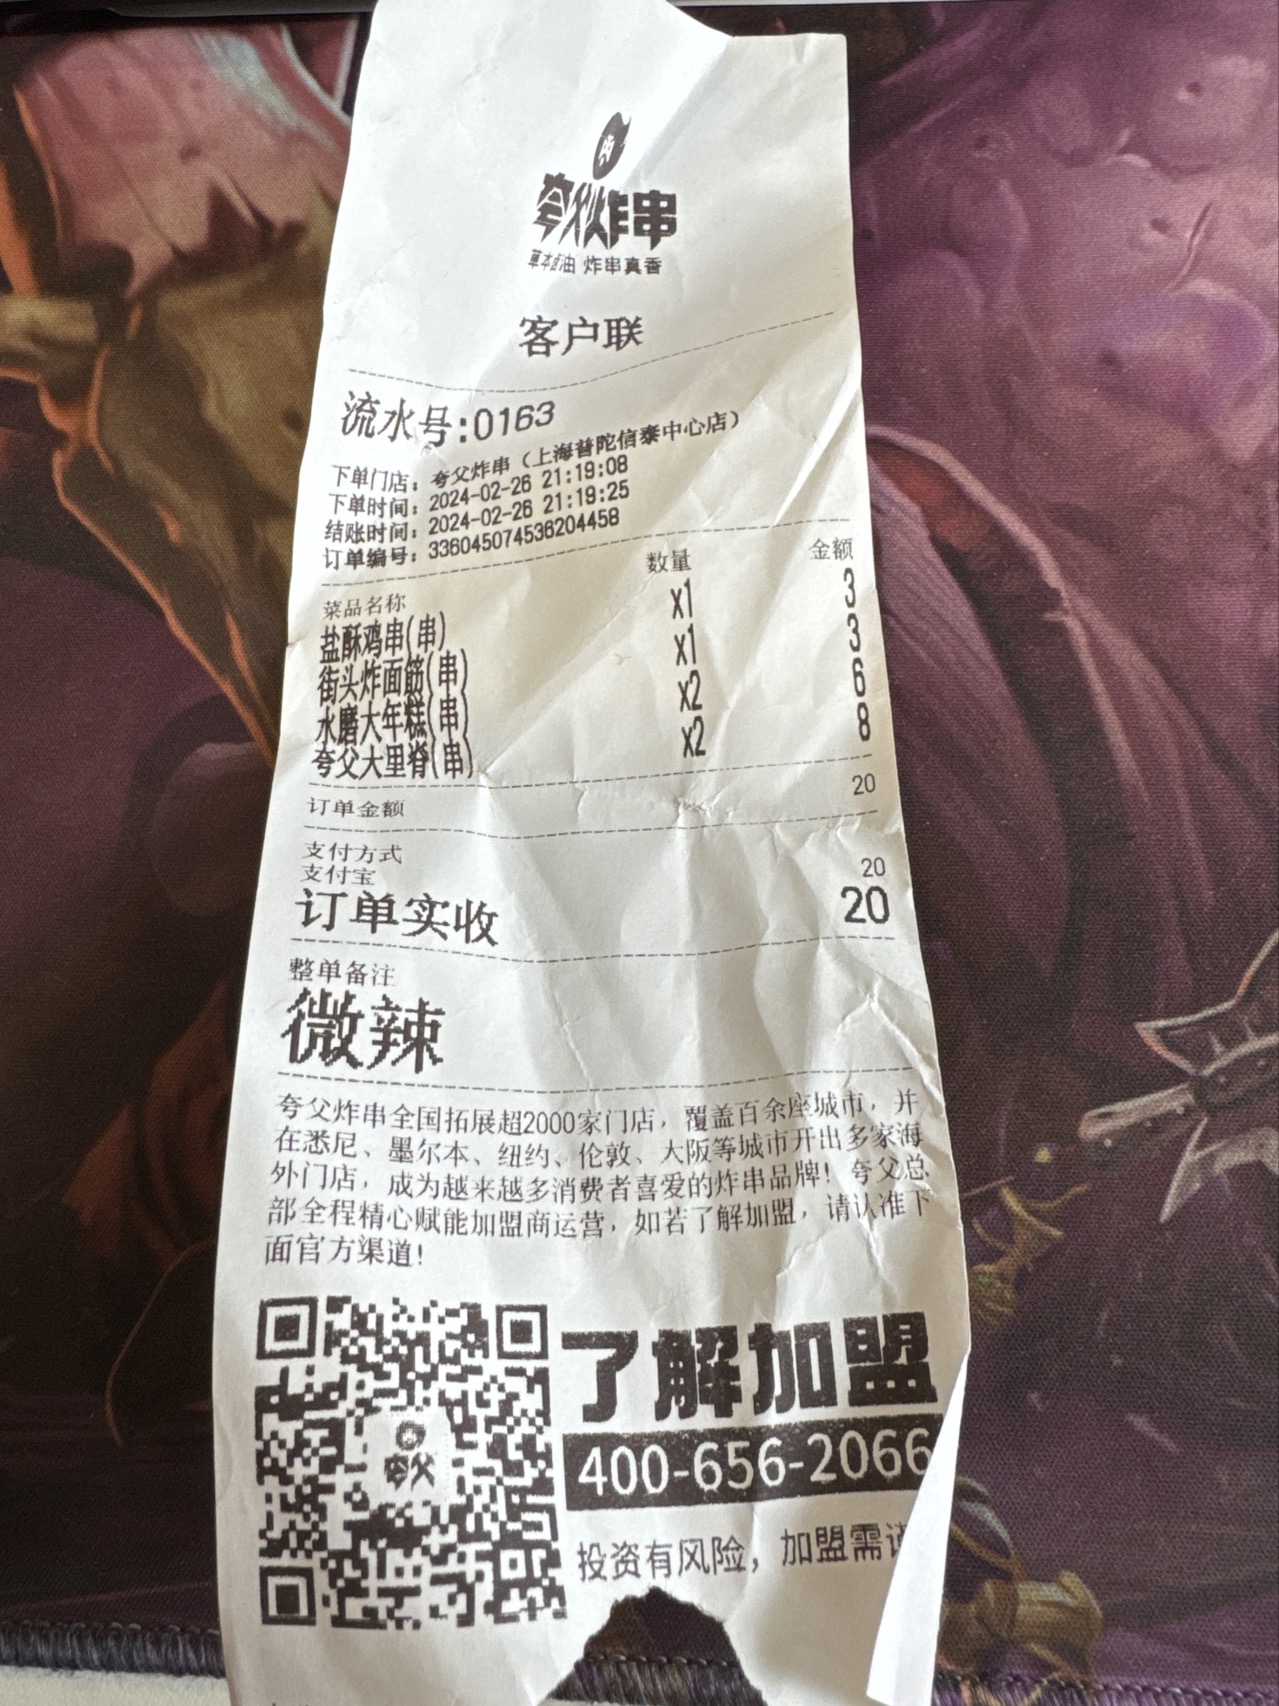 夸父炸串
草本卤油 炸串真香
客户联
流水号:0163
下单门店: 夸父炸串(上海普陀信泰中心店)
下单时间: 2024-02-26 21:19:08
结账时间: 2024-02-26 21:19:25
订单编号: 336045074536204458
菜品名称 数量 金额
盐酥鸡串(串) x1 3
街头炸面筋(串) x1 3
水磨大年糕(串) x2 6
夸父大里脊(串) x2 8
订单金额 20
支付方式
支付宝 20
订单实收 20
整单备注
微辣
夸父炸串全国拓展超2000家门店，覆盖百余座城市，并
在悉尼、墨尔本、纽约、伦敦、大阪等城市开出多家海
外门店，成为越来越多消费者喜爱的炸串品牌！夸父总
部全程精心赋能加盟商运营，如若了解加盟，请认准下
面官方渠道！
夸父
了解加盟
400-656-2066
投资有风险，加盟需